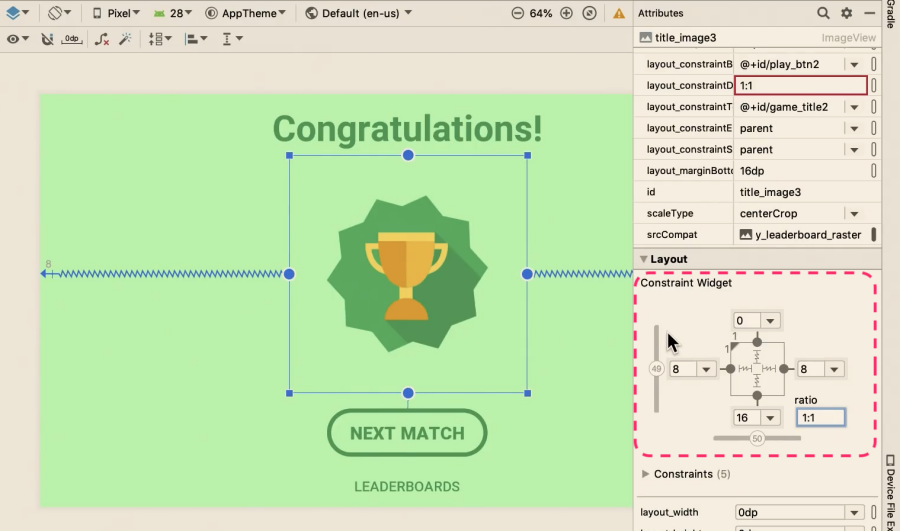 Pixel 28 AppTheme Default (en-us) 64% Attributes
Gradle
title_image3 ImageView
0dp
layout_constraintB @+id/play_btn2
layout_constraintD 1:1
layout_constraintT @+id/game_title2
layout_constraintE parent
layout_constraintS parent
layout_marginBotto 16dp
id title_image3
scaleType centerCrop
srcCompat y_leaderboard_raster
Congratulations!
8
NEXT MATCH
LEADERBOARDS
Layout
Constraint Widget
0
1
1
49 8 8
ratio
16 1:1
50
Constraints (5)
layout_width 0dp
Device File Ex